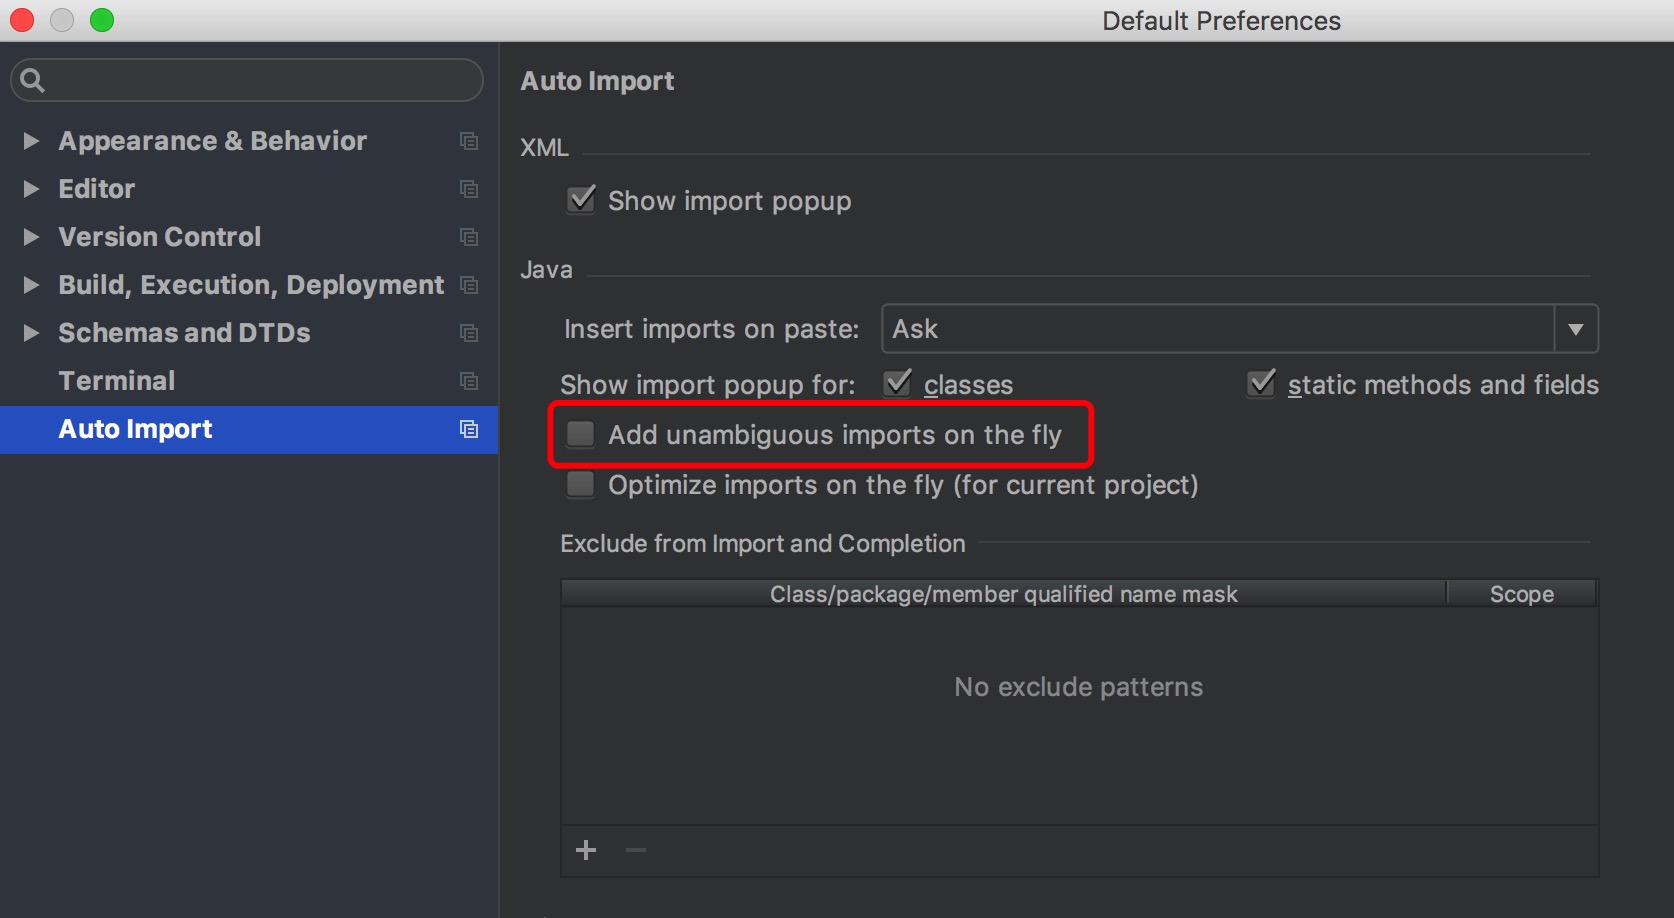 Default Preferences
Appearance & Behavior
Editor
Version Control
Build, Execution, Deployment
Schemas and DTDs
Terminal
Auto Import
Auto Import
XML
Show import popup
Java
Insert imports on paste: Ask
Show import popup for: classes static methods and fields
Add unambiguous imports on the fly
Optimize imports on the fly (for current project)
Exclude from Import and Completion
Class/package/member qualified name mask Scope
No exclude patterns